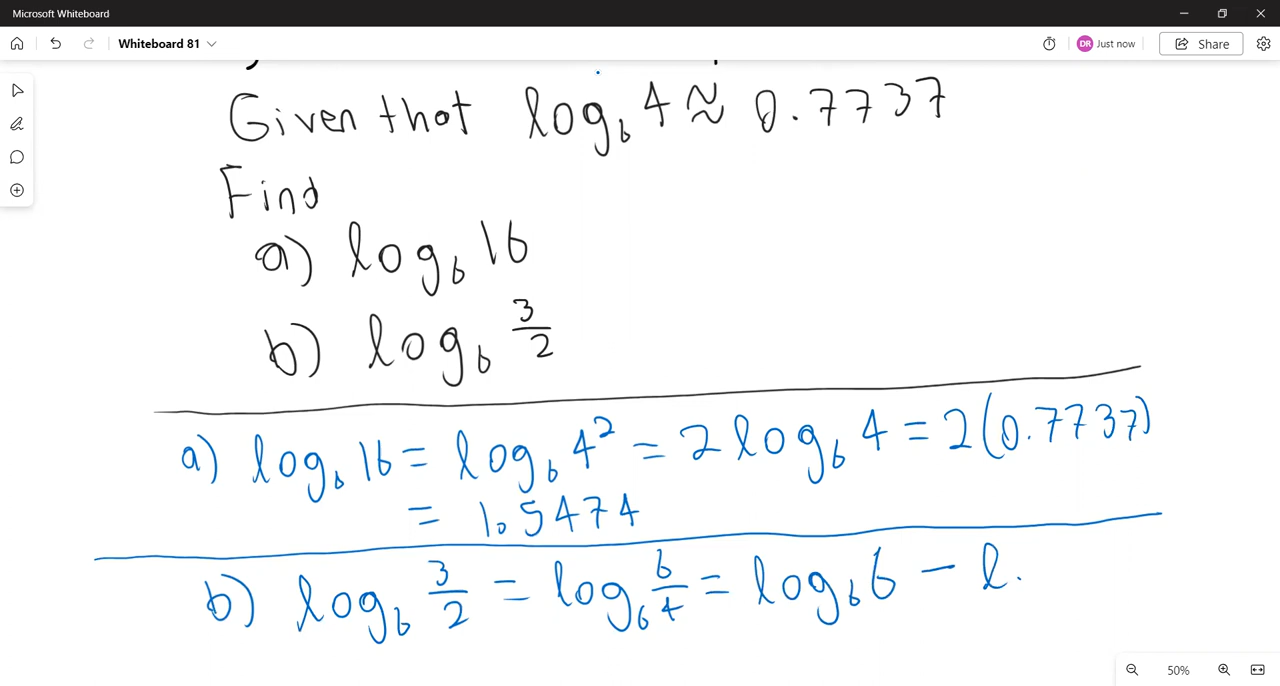 Microsoft Whiteboard
Whiteboard 81
DR Just now
Share
Given that log₆ 4 ≈ 0.7737
Find
a) log₆ 16
b) log₆ 3/2
a) log₆ 16 = log₆ 4² = 2 log₆ 4 = 2(0.7737)
= 1.5474
b) log₆ 3/2 = log₆ 6/4 = log₆ 6 − l
50%